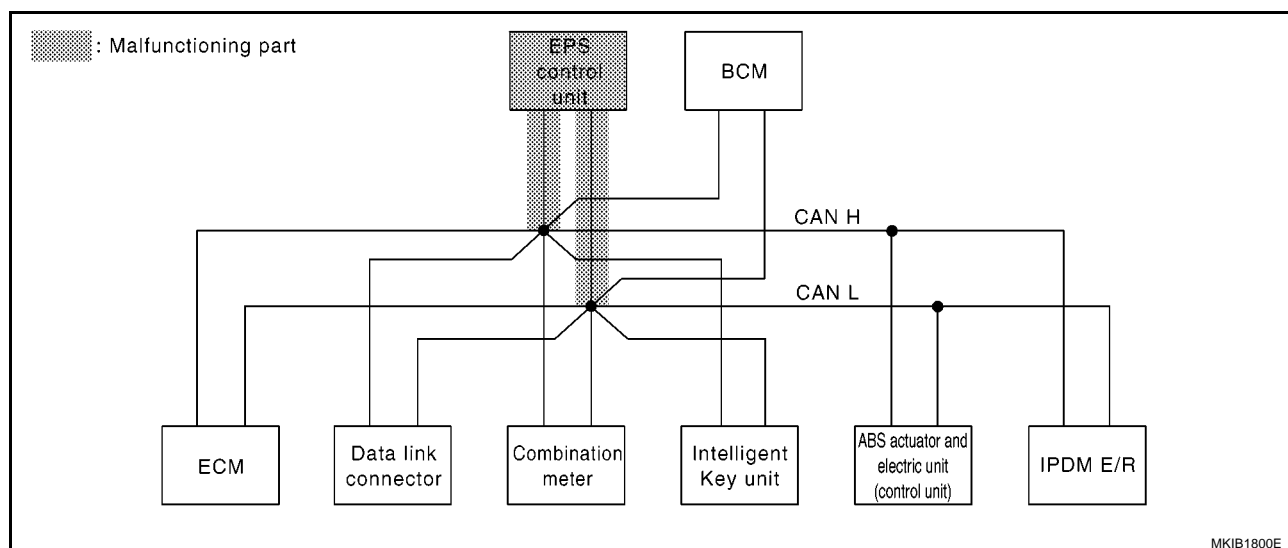 : Malfunctioning part
EPS
control
unit
BCM
CAN H
CAN L
ECM
Data link
connector
Combination
meter
Intelligent
Key unit
ABS actuator and
electric unit
(control unit)
IPDM E/R
MKIB1800E